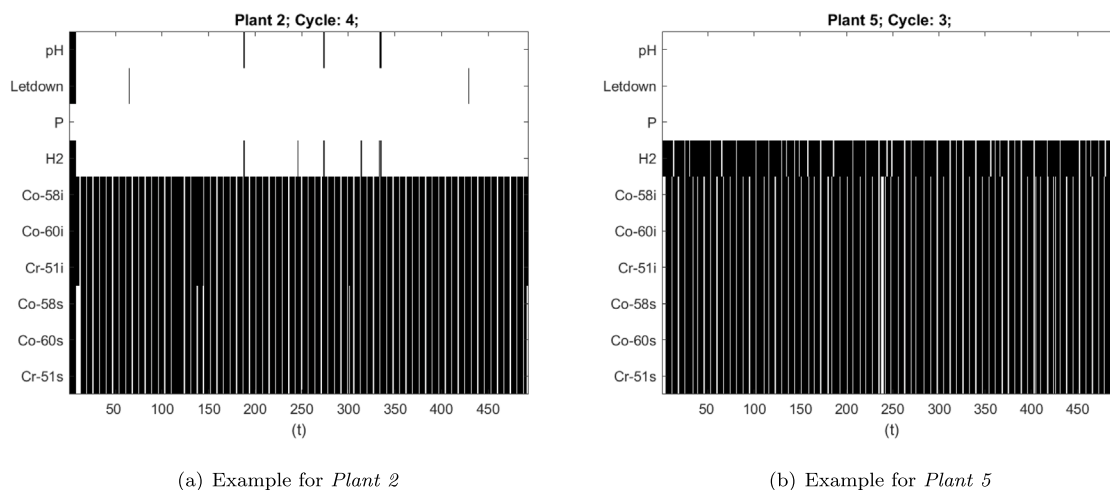 Plant 2; Cycle: 4;
pH
Letdown
P
H2
Co-58i
Co-60i
Cr-51i
Co-58s
Co-60s
Cr-51s
50 100 150 200 250 300 350 400 450
(t)
(a) Example for Plant 2
Plant 5; Cycle: 3;
pH
Letdown
P
H2
Co-58i
Co-60i
Cr-51i
Co-58s
Co-60s
Cr-51s
50 100 150 200 250 300 350 400 450
(t)
(b) Example for Plant 5